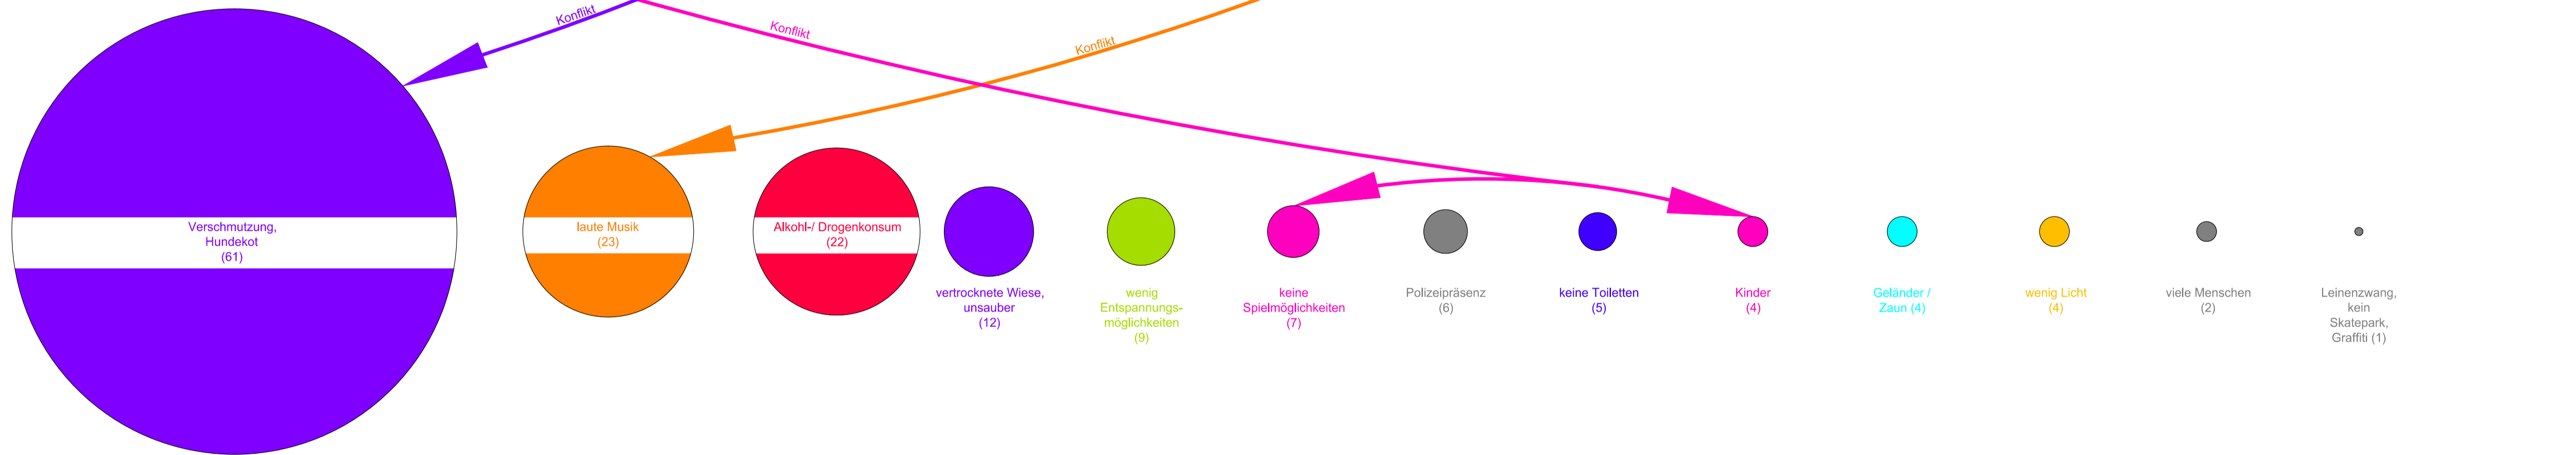 Konflikt
Konflikt
Konflikt
Verschmutzung,
Hundekot
(61)
laute Musik
(23)
Alkohl-/ Drogenkonsum
(22)
vertrocknete Wiese,
unsauber
(12)
wenig
Entspannungs-
möglichkeiten
(9)
keine
Spielmöglichkeiten
(7)
Polizeipräsenz
(6)
keine Toiletten
(5)
Kinder
(4)
Geländer /
Zaun (4)
wenig Licht
(4)
viele Menschen
(2)
Leinenzwang,
kein
Skatepark,
Graffiti (1)